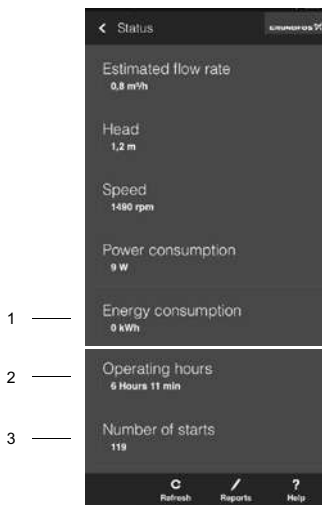 Status
GRUNDFOS
Estimated flow rate
0,8 m³/h
Head
1,2 m
Speed
1490 rpm
Power consumption
9 W
1
Energy consumption
0 kWh
2
Operating hours
6 Hours 11 min
3
Number of starts
119
Refresh
Reports
?
Help